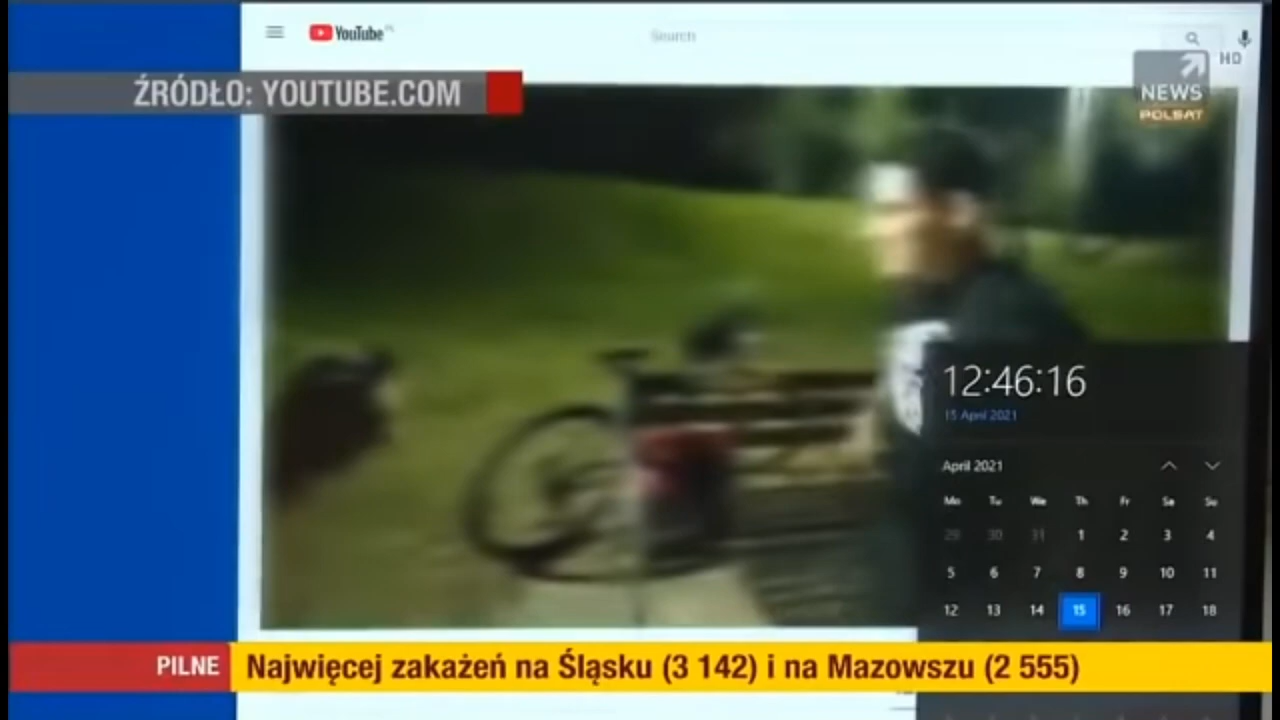 YouTube PL
Search
HD
NEWS
POLSAT
ŹRÓDŁO: YOUTUBE.COM
12:46:16
15 April 2021
April 2021
Mo Tu We Th Fr Sa Su
29 30 31 1 2 3 4
5 6 7 8 9 10 11
12 13 14 15 16 17 18
PILNE Najwięcej zakażeń na Śląsku (3 142) i na Mazowszu (2 555)